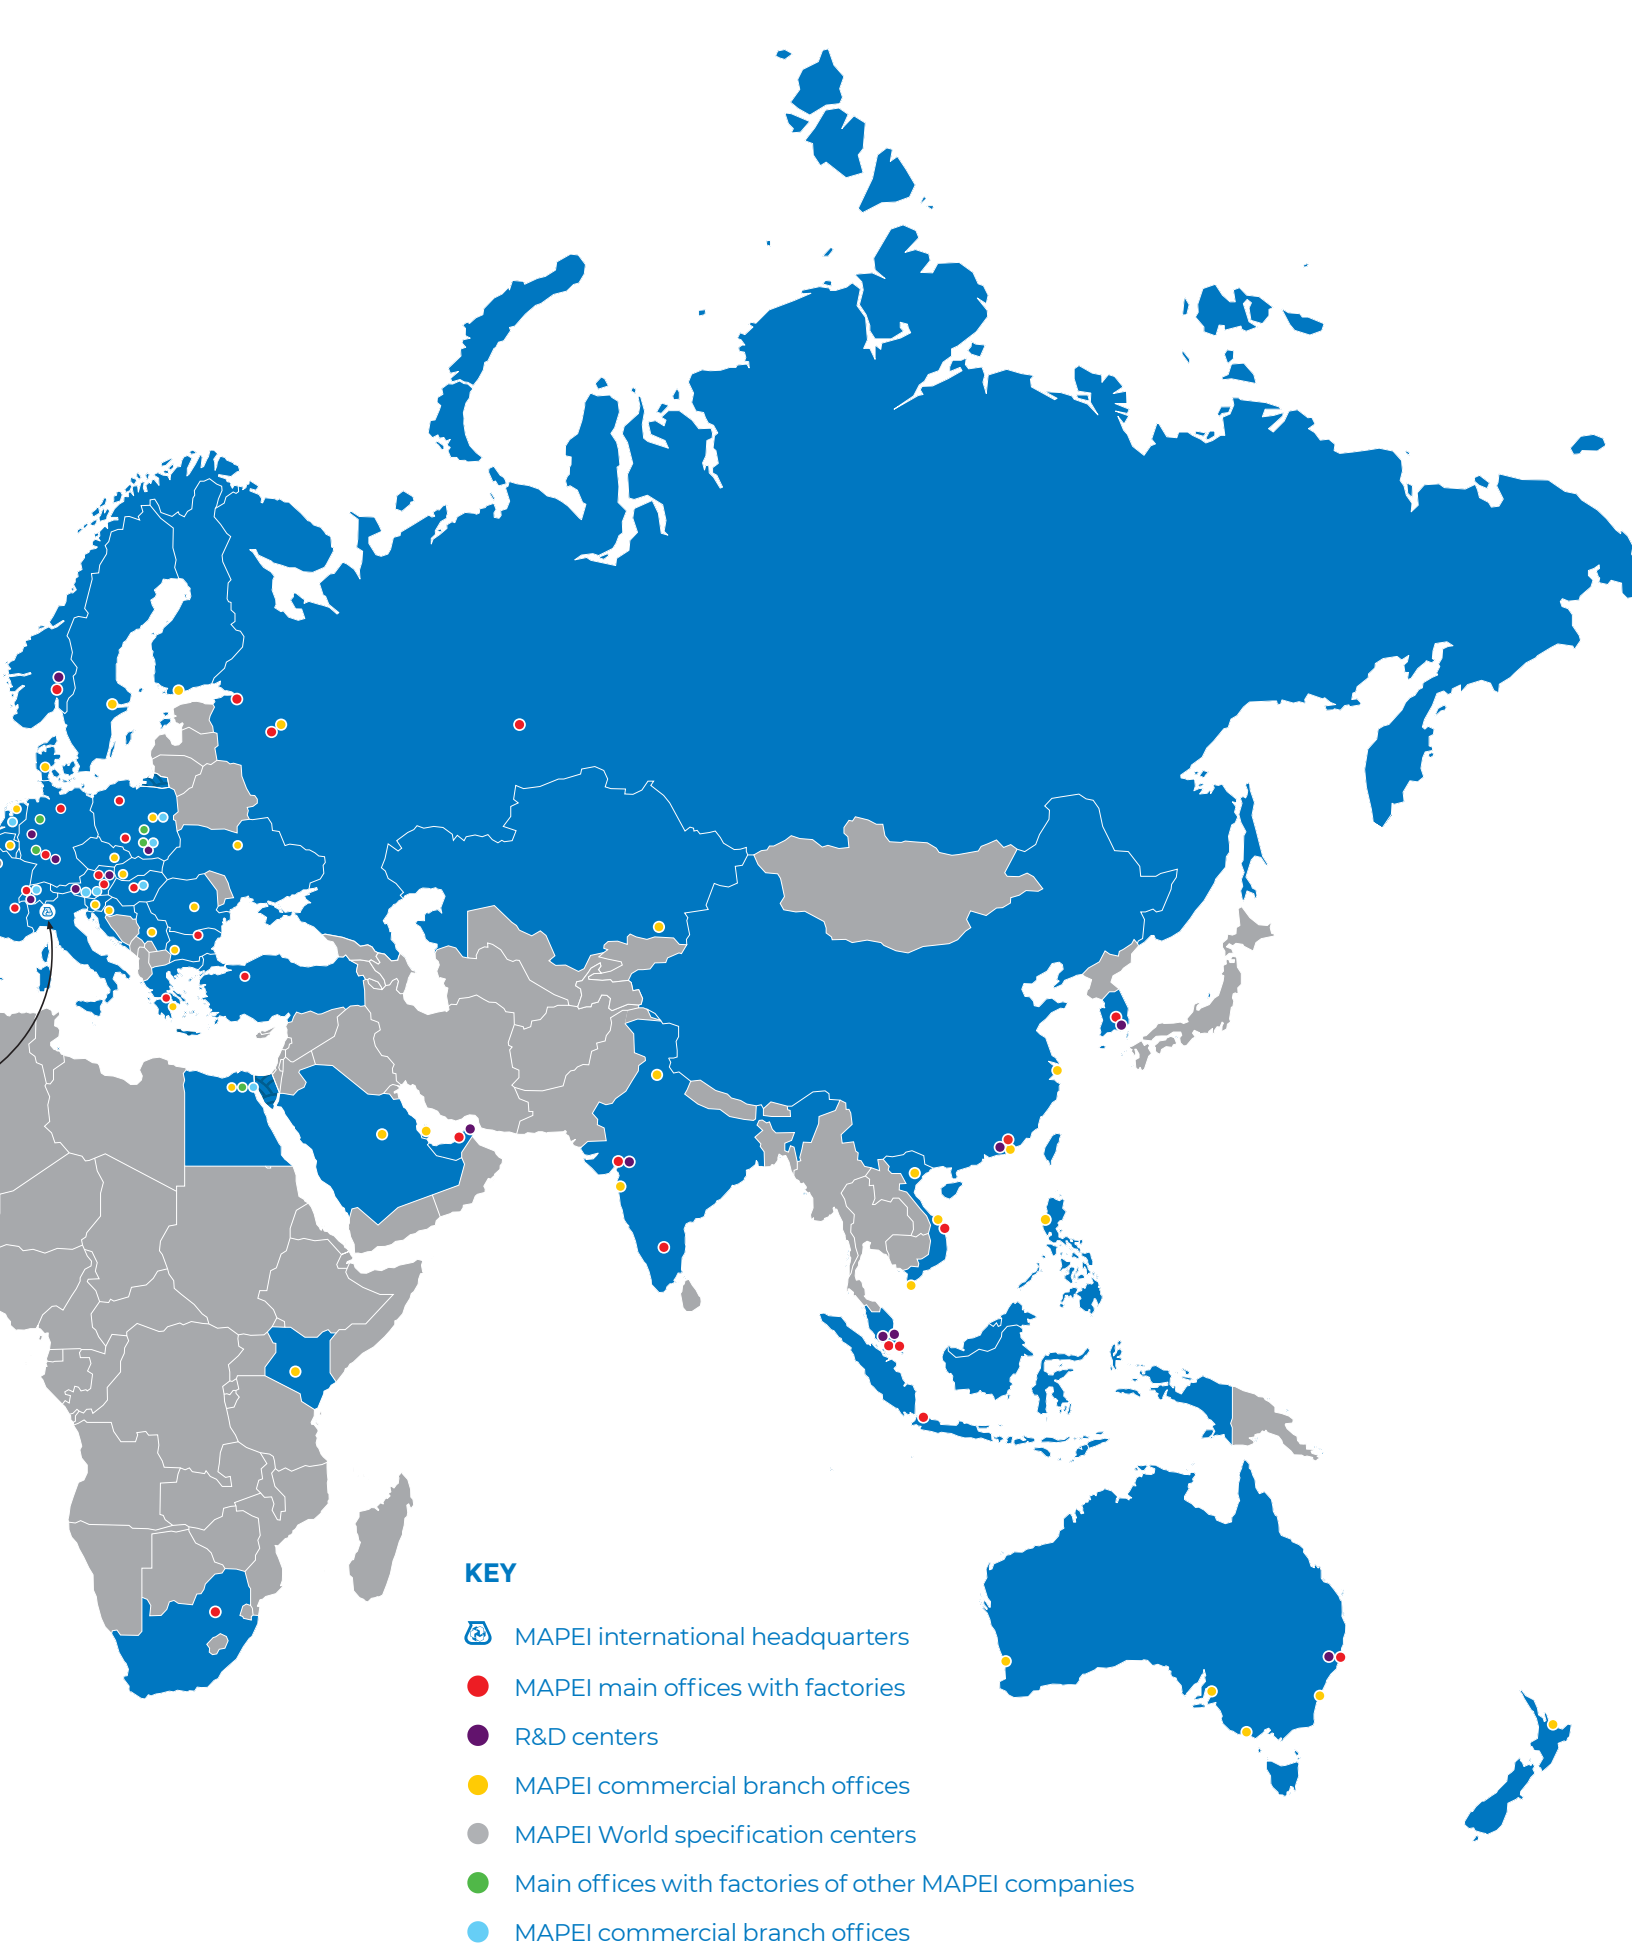 KEY
MAPEI international headquarters
MAPEI main offices with factories
R&D centers
MAPEI commercial branch offices
MAPEI World specification centers
Main offices with factories of other MAPEI companies
MAPEI commercial branch offices